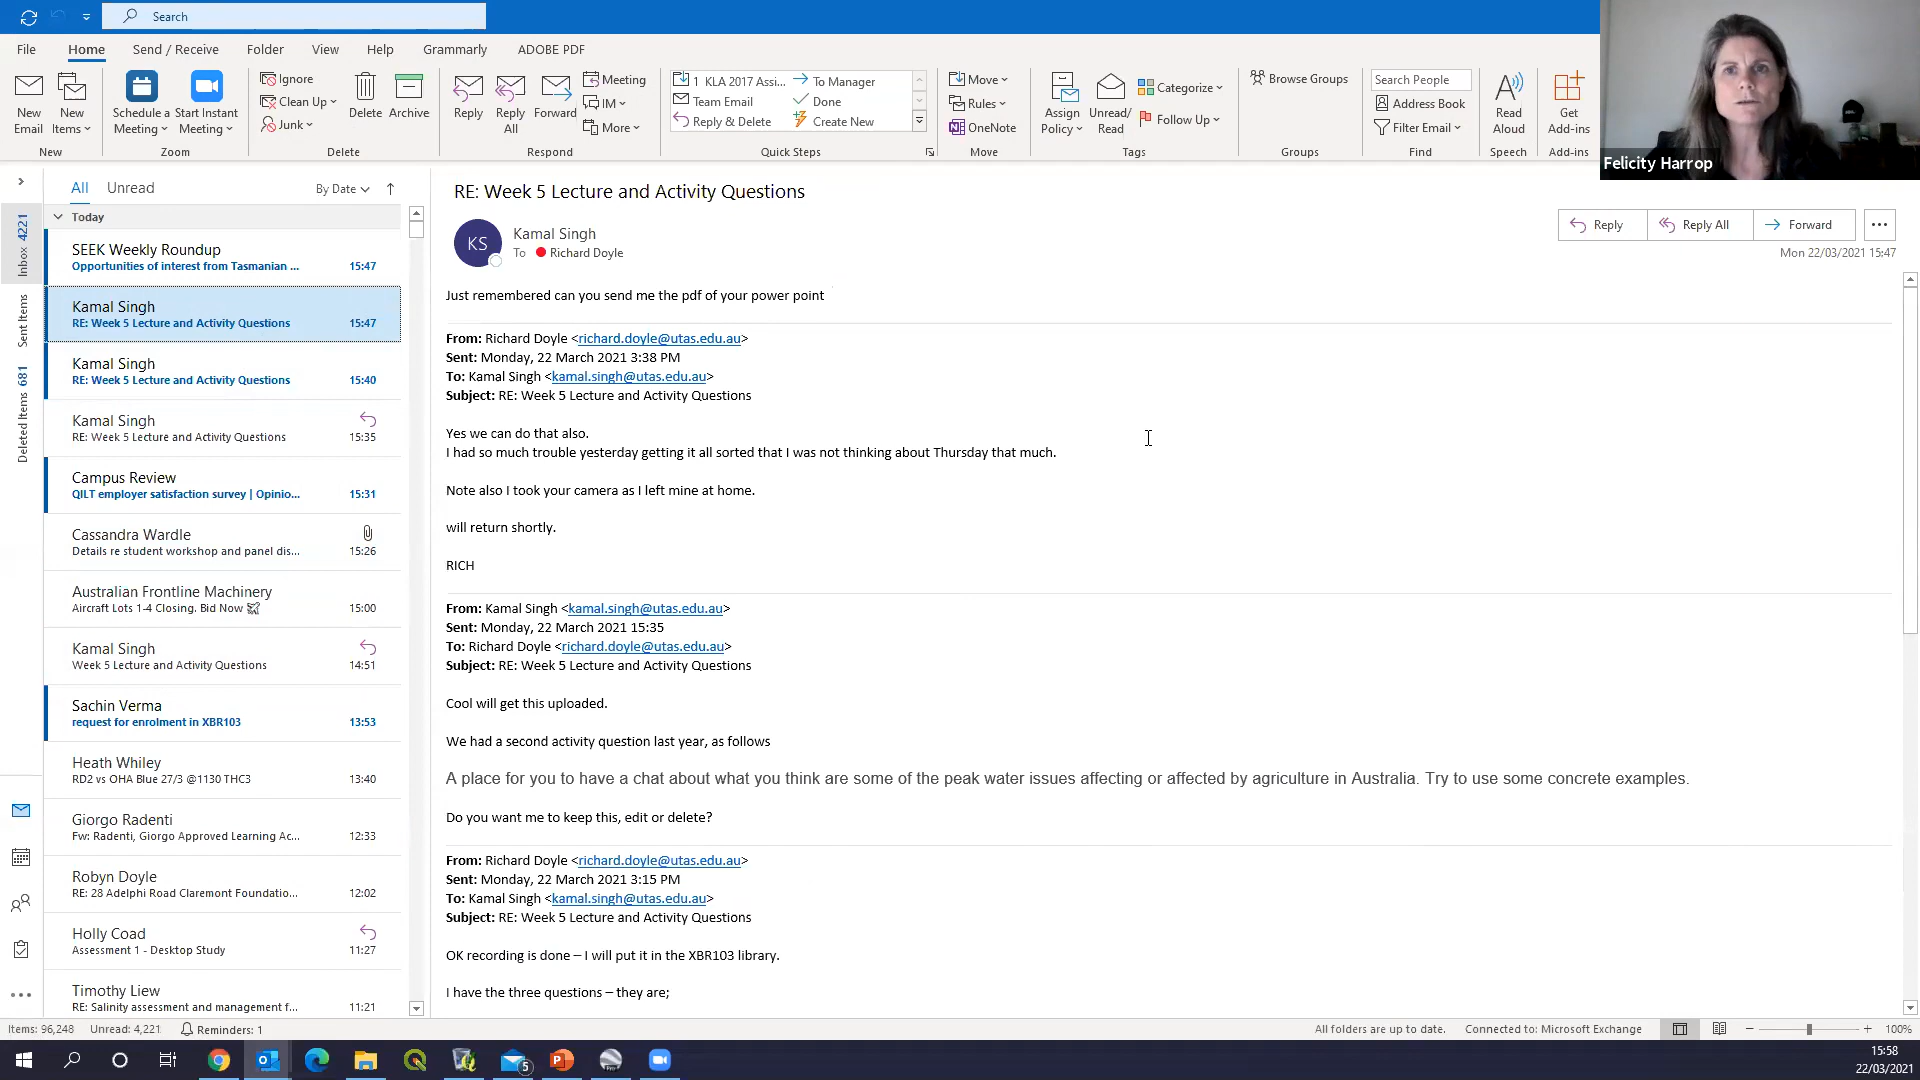 Search
File Home Send / Receive Folder View Help Grammarly ADOBE PDF
New Email
New Items
New
Schedule a Meeting
Start Instant Meeting
Zoom
Ignore
Clean Up
Junk
Delete
Archive
Delete
Reply
Reply All
Forward
Meeting
IM
More
Respond
1 KLA 2017 Assi...
To Manager
Team Email
Done
Reply & Delete
Create New
Quick Steps
Move
Rules
OneNote
Move
Assign Policy
Unread/ Read
Categorize
Follow Up
Tags
Browse Groups
Groups
Search People
Address Book
Filter Email
Find
Read Aloud
Speech
Get Add-ins
Add-ins
Felicity Harrop
Inbox 4221
Sent Items
Deleted Items 681
All Unread By Date
Today
SEEK Weekly Roundup
Opportunities of interest from Tasmanian ... 15:47
Kamal Singh
RE: Week 5 Lecture and Activity Questions 15:47
Kamal Singh
RE: Week 5 Lecture and Activity Questions 15:40
Kamal Singh
RE: Week 5 Lecture and Activity Questions 15:35
Campus Review
QILT employer satisfaction survey | Opinio... 15:31
Cassandra Wardle
Details re student workshop and panel dis... 15:26
Australian Frontline Machinery
Aircraft Lots 1-4 Closing. Bid Now 15:00
Kamal Singh
Week 5 Lecture and Activity Questions 14:51
Sachin Verma
request for enrolment in XBR103 13:53
Heath Whiley
RD2 vs OHA Blue 27/3 @1130 THC3 13:40
Giorgo Radenti
Fw: Radenti, Giorgo Approved Learning Ac... 12:33
Robyn Doyle
RE: 28 Adelphi Road Claremont Foundatio... 12:02
Holly Coad
Assessment 1 - Desktop Study 11:27
Timothy Liew
RE: Salinity assessment and management f... 11:21
RE: Week 5 Lecture and Activity Questions
KS
Kamal Singh
To Richard Doyle
Reply Reply All Forward
Mon 22/03/2021 15:47
Just remembered can you send me the pdf of your power point
From: Richard Doyle <richard.doyle@utas.edu.au>
Sent: Monday, 22 March 2021 3:38 PM
To: Kamal Singh <kamal.singh@utas.edu.au>
Subject: RE: Week 5 Lecture and Activity Questions
Yes we can do that also.
I had so much trouble yesterday getting it all sorted that I was not thinking about Thursday that much.
Note also I took your camera as I left mine at home.
will return shortly.
RICH
From: Kamal Singh <kamal.singh@utas.edu.au>
Sent: Monday, 22 March 2021 15:35
To: Richard Doyle <richard.doyle@utas.edu.au>
Subject: RE: Week 5 Lecture and Activity Questions
Cool will get this uploaded.
We had a second activity question last year, as follows
A place for you to have a chat about what you think are some of the peak water issues affecting or affected by agriculture in Australia. Try to use some concrete examples.
Do you want me to keep this, edit or delete?
From: Richard Doyle <richard.doyle@utas.edu.au>
Sent: Monday, 22 March 2021 3:15 PM
To: Kamal Singh <kamal.singh@utas.edu.au>
Subject: RE: Week 5 Lecture and Activity Questions
OK recording is done – I will put it in the XBR103 library.
I have the three questions – they are;
Items: 96,248 Unread: 4,221 Reminders: 1
All folders are up to date. Connected to: Microsoft Exchange 100%
5
15:58
22/03/2021